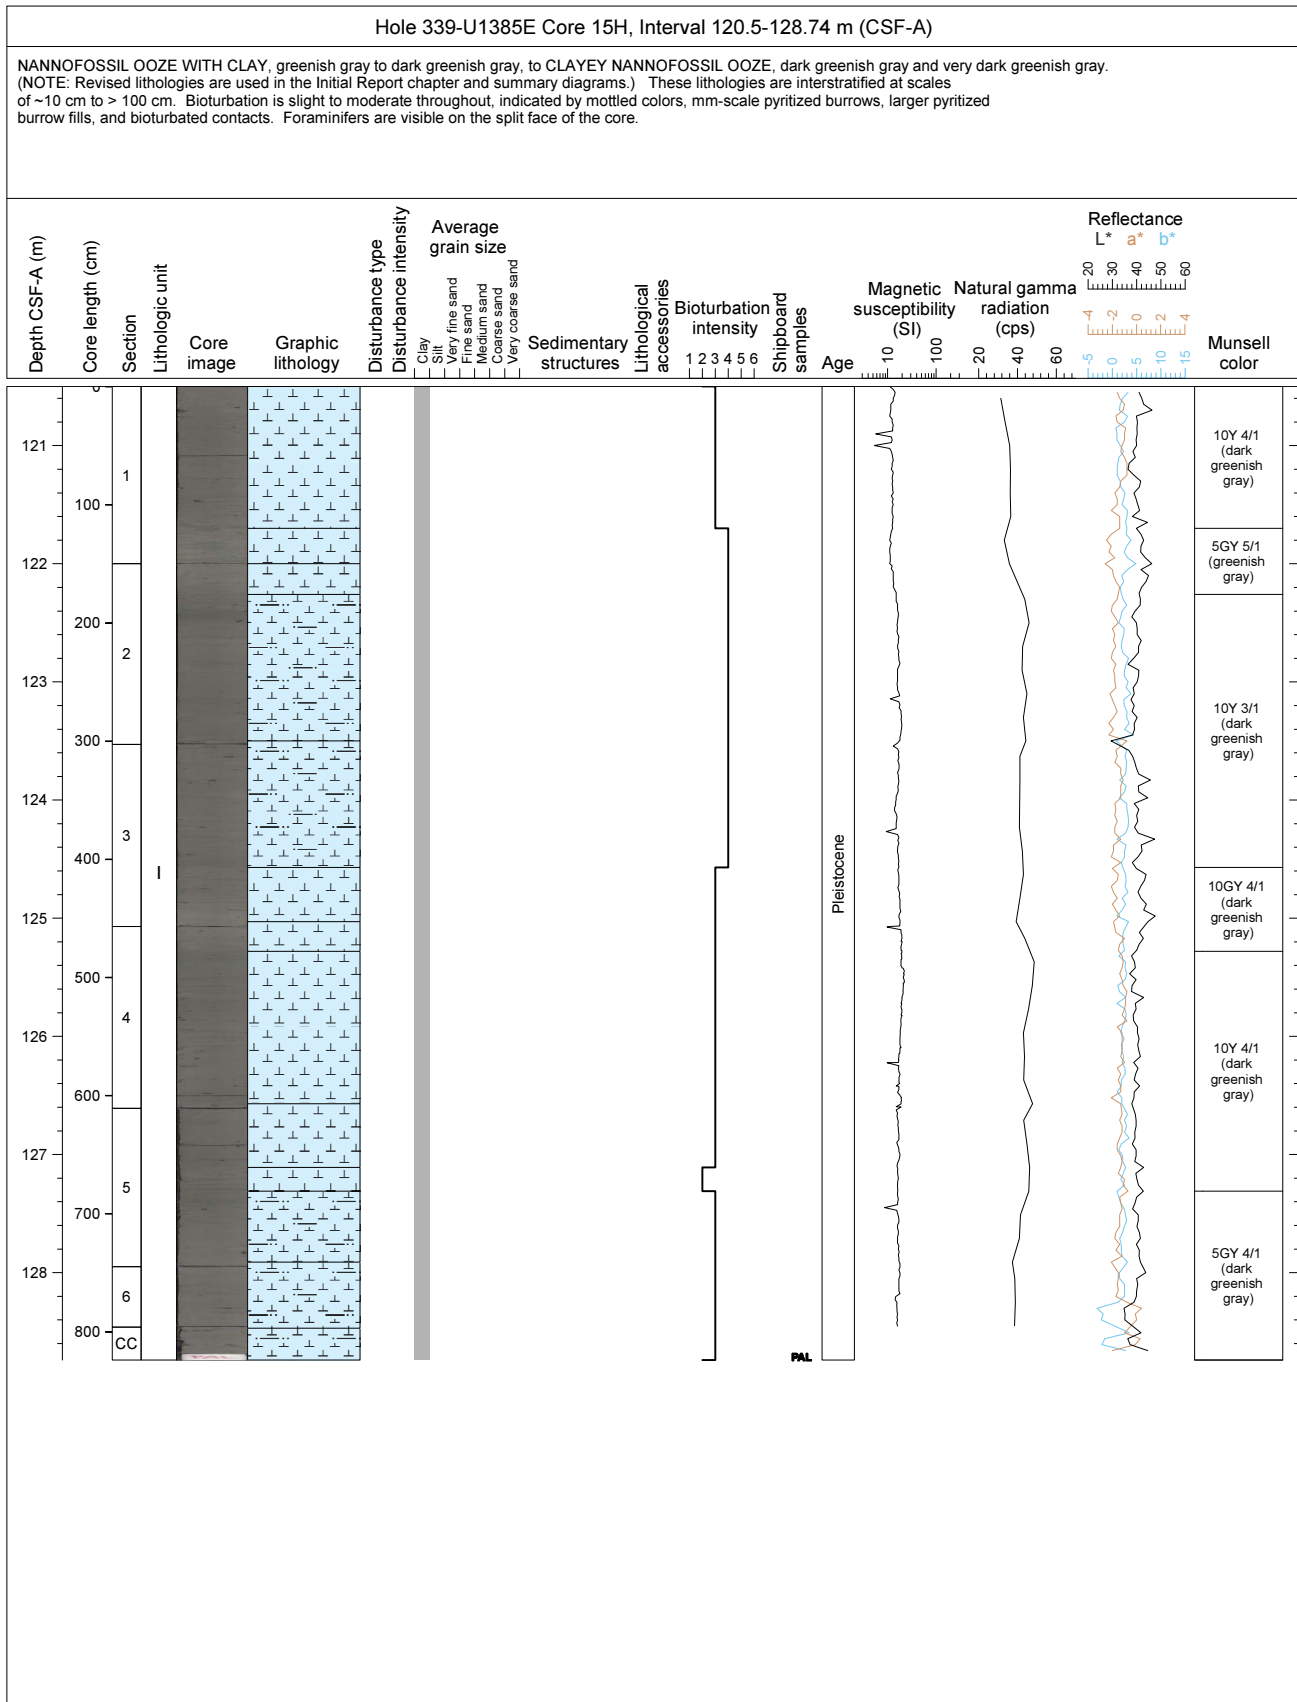 Hole 339-U1385E Core 15H, Interval 120.5-128.74 m (CSF-A)
NANNOFOSSIL OOZE WITH CLAY, greenish gray to dark greenish gray, to CLAYEY NANNOFOSSIL OOZE, dark greenish gray and very dark greenish gray.
(NOTE: Revised lithologies are used in the Initial Report chapter and summary diagrams.) These lithologies are interstratified at scales
of ~10 cm to > 100 cm. Bioturbation is slight to moderate throughout, indicated by mottled colors, mm-scale pyritized burrows, larger pyritized
burrow fills, and bioturbated contacts. Foraminifers are visible on the split face of the core.
Depth CSF-A (m)
Core length (cm)
Section
Lithologic unit
Core
image
Graphic
lithology
Disturbance type
Disturbance intensity
Average
grain size
Clay
Silt
Very fine sand
Fine sand
Medium sand
Coarse sand
Very coarse sand
Sedimentary
structures
Lithological
accessories
Bioturbation
intensity
1 2 3 4 5 6
Shipboard
samples
Age
Magnetic
susceptibility
(SI)
10 100
Natural gamma
radiation
(cps)
20 40 60
Reflectance
L* a* b*
20 30 40 50 60
-4 -2 0 2 4
-5 0 5 10 15
Munsell
color
121
122
123
124
125
126
127
128
0
100
200
300
400
500
600
700
800
1
2
3
4
5
6
CC
I
PAL
Pleistocene
10Y 4/1
(dark
greenish
gray)
5GY 5/1
(greenish
gray)
10Y 3/1
(dark
greenish
gray)
10GY 4/1
(dark
greenish
gray)
10Y 4/1
(dark
greenish
gray)
5GY 4/1
(dark
greenish
gray)